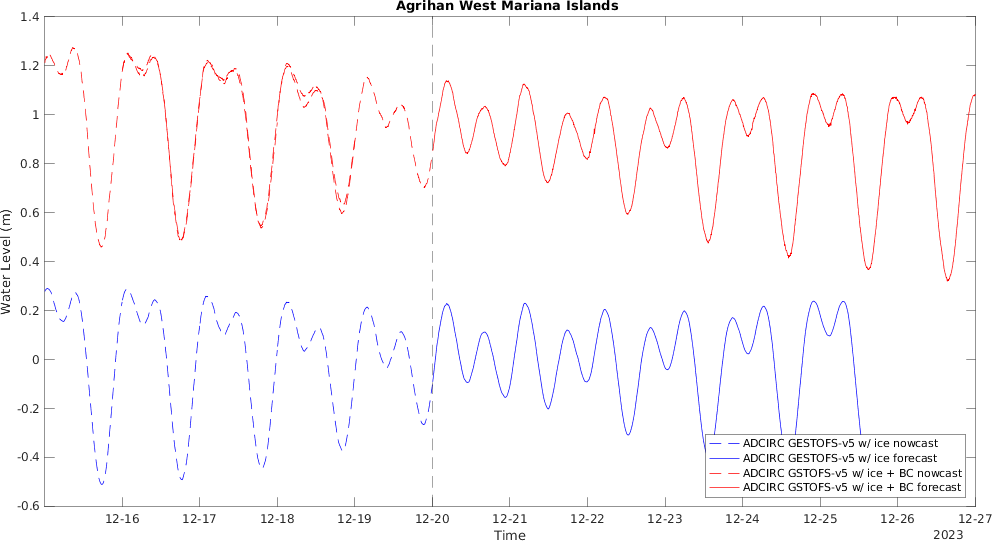 Agrihan West Mariana Islands
1.4
1.2
1
0.8
0.6
0.4
0.2
0
-0.2
-0.4
-0.6
Water Level (m)
ADCIRC GESTOFS-v5 w/ ice nowcast
ADCIRC GESTOFS-v5 w/ ice forecast
ADCIRC GSTOFS-v5 w/ ice + BC nowcast
ADCIRC GSTOFS-v5 w/ ice + BC forecast
12-16 12-17 12-18 12-19 12-20 12-21 12-22 12-23 12-24 12-25 12-26 12-27
Time
2023